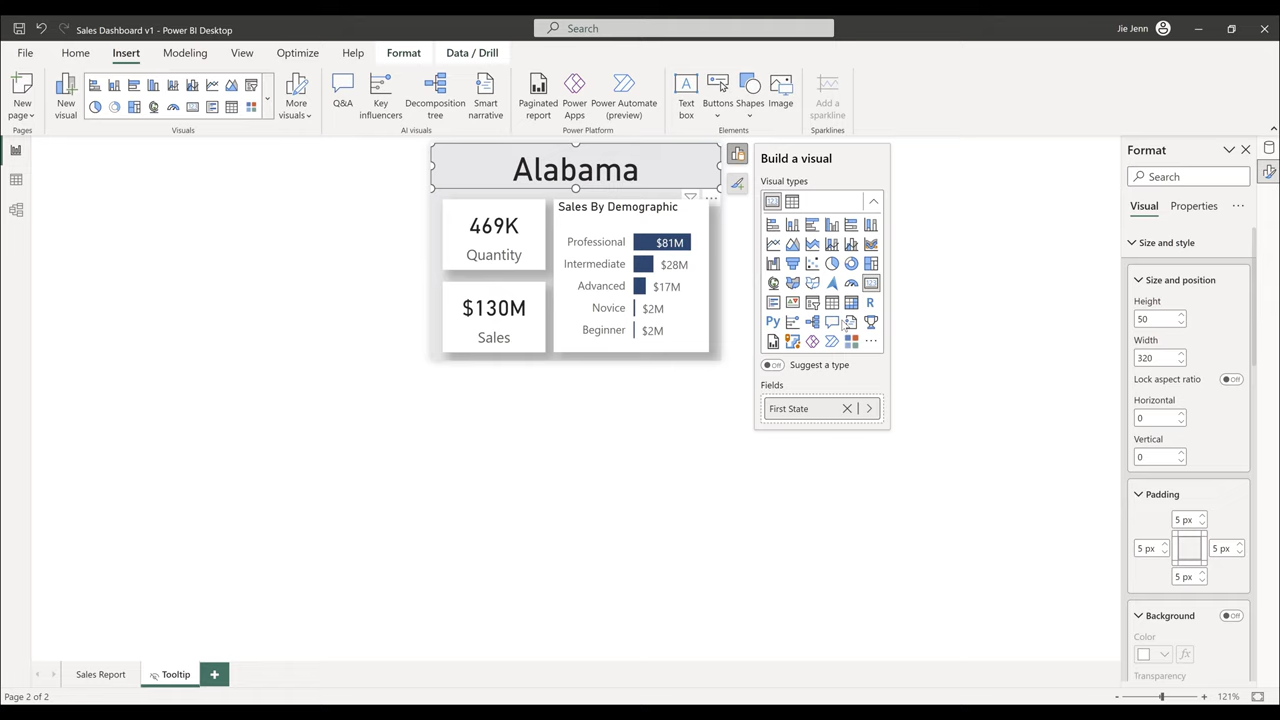 Sales Dashboard v1 - Power BI Desktop
Search
Jie Jenn
File
Home
Insert
Modeling
View
Optimize
Help
Format
Data / Drill
New page
New visual
More visuals
Q&A
Key influencers
Decomposition tree
Smart narrative
Paginated report
Power Apps
Power Automate (preview)
Text box
Buttons
Shapes
Image
Add a sparkline
Pages
Visuals
AI visuals
Power Platform
Elements
Sparklines
Alabama
469K
Quantity
$130M
Sales
Sales By Demographic
Professional $81M
Intermediate $28M
Advanced $17M
Novice $2M
Beginner $2M
Build a visual
Visual types
123
R
Py
Suggest a type
Off
Fields
First State
Format
Search
Visual
Properties
Size and style
Size and position
Height
50
Width
320
Lock aspect ratio
Off
Horizontal
0
Vertical
0
Padding
5 px
5 px
5 px
5 px
Background
Off
Color
fx
Transparency
Sales Report
Tooltip
Page 2 of 2
121%